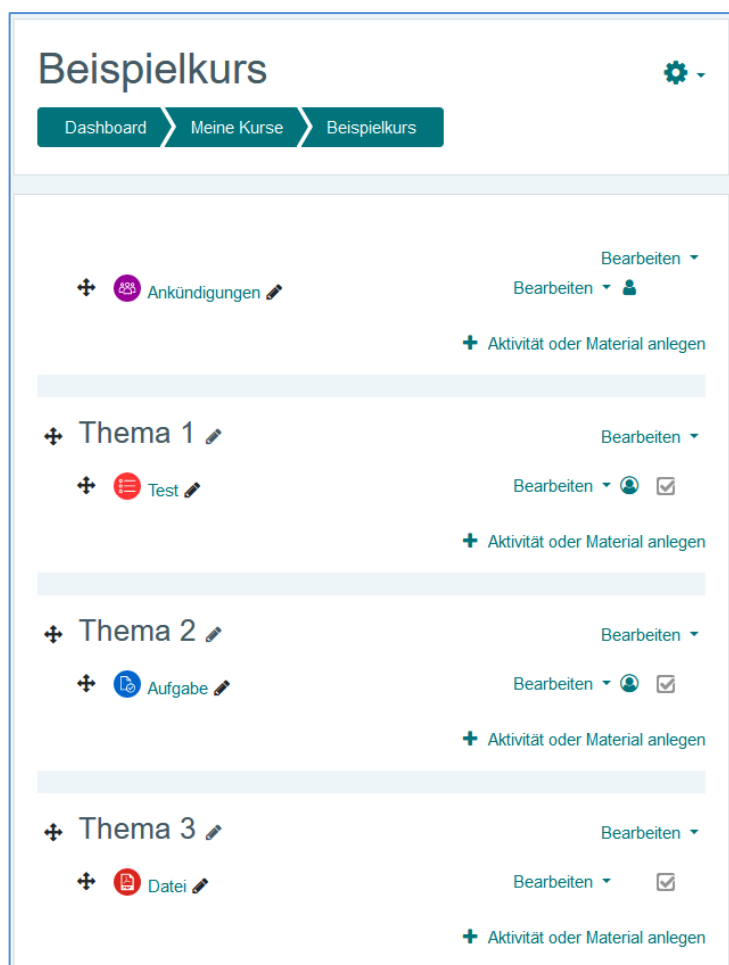 Beispielkurs
Dashboard Meine Kurse Beispielkurs
Bearbeiten
Ankündigungen Bearbeiten
Aktivität oder Material anlegen
Thema 1 Bearbeiten
Test Bearbeiten
Aktivität oder Material anlegen
Thema 2 Bearbeiten
Aufgabe Bearbeiten
Aktivität oder Material anlegen
Thema 3 Bearbeiten
Datei Bearbeiten
Aktivität oder Material anlegen